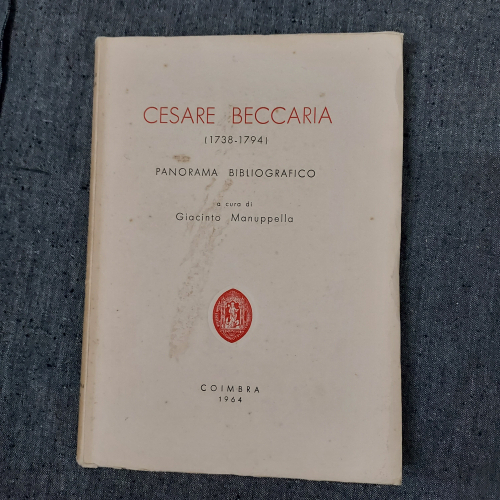 CESARE BECCARIA
(1738-1794)
PANORAMA BIBLIOGRAFICO
a cura di
Giacinto Manuppella
COIMBRA
1964